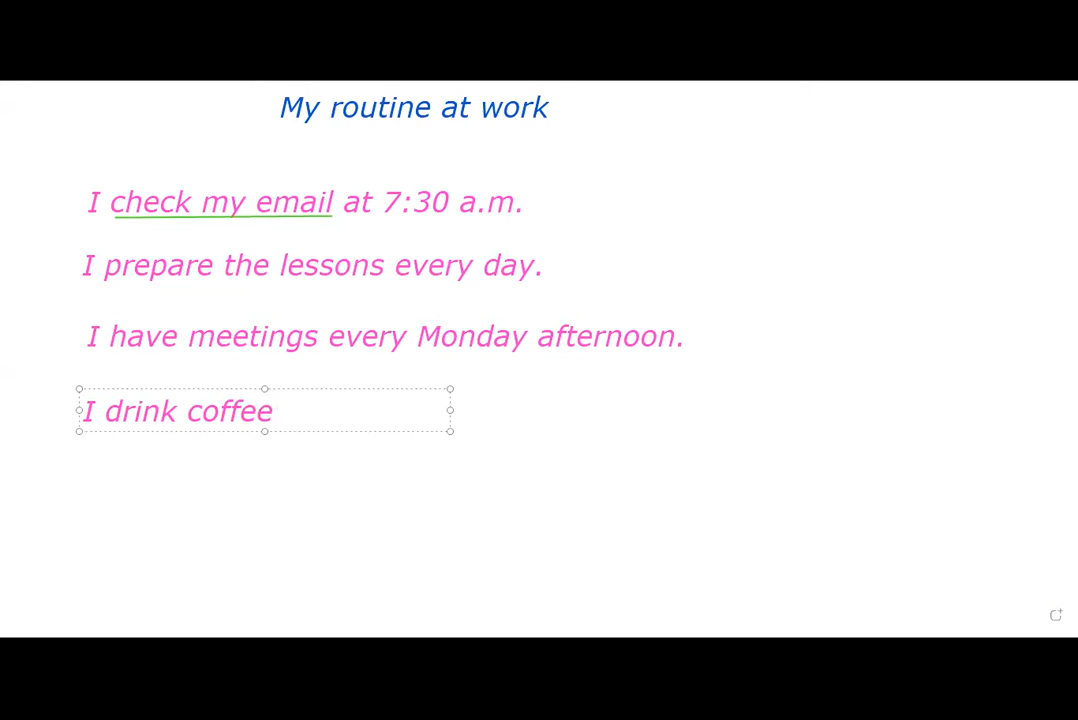 My routine at work
I check my email at 7:30 a.m.
I prepare the lessons every day.
I have meetings every Monday afternoon.
I drink coffee